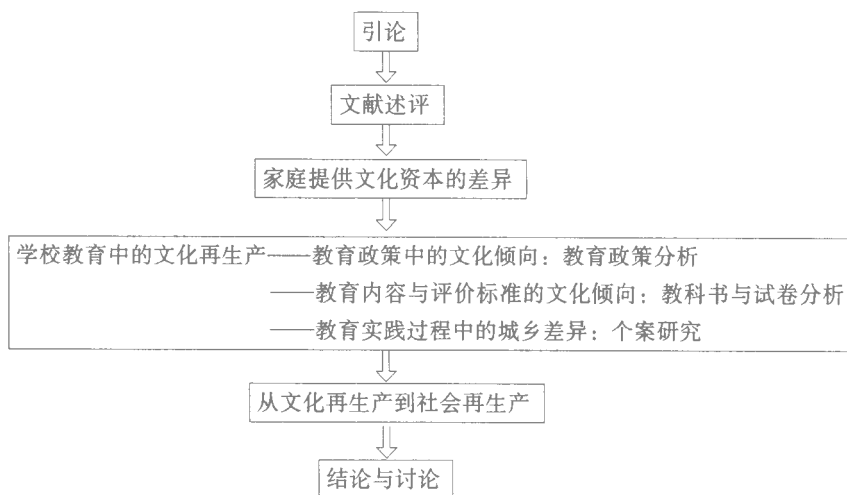 引论
文献述评
家庭提供文化资本的差异
学校教育中的文化再生产——教育政策中的文化倾向：教育政策分析
——教育内容与评价标准的文化倾向：教科书与试卷分析
——教育实践过程中的城乡差异：个案研究
从文化再生产到社会再生产
结论与讨论